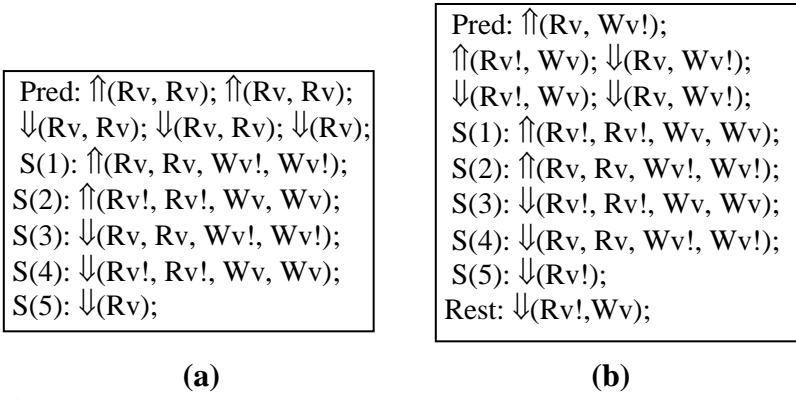 Pred: ⇑(Rv, Rv); ⇑(Rv, Rv);
⇓(Rv, Rv); ⇓(Rv, Rv); ⇓(Rv);
S(1): ⇑(Rv, Rv, Wv!, Wv!);
S(2): ⇑(Rv!, Rv!, Wv, Wv);
S(3): ⇓(Rv, Rv, Wv!, Wv!);
S(4): ⇓(Rv!, Rv!, Wv, Wv);
S(5): ⇓(Rv);
(a)
Pred: ⇑(Rv, Wv!);
⇑(Rv!, Wv); ⇓(Rv, Wv!);
⇓(Rv!, Wv); ⇓(Rv, Wv!);
S(1): ⇑(Rv!, Rv!, Wv, Wv);
S(2): ⇑(Rv, Rv, Wv!, Wv!);
S(3): ⇓(Rv!, Rv!, Wv, Wv);
S(4): ⇓(Rv, Rv, Wv!, Wv!);
S(5): ⇓(Rv!);
Rest: ⇓(Rv!,Wv);
(b)